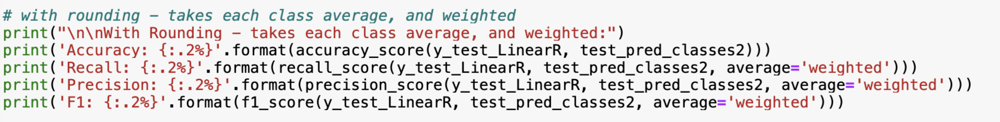 # with rounding – takes each class average, and weighted
print("\n\nWith Rounding – takes each class average, and weighted:")
print('Accuracy: {:.2%}'.format(accuracy_score(y_test_LinearR, test_pred_classes2)))
print('Recall: {:.2%}'.format(recall_score(y_test_LinearR, test_pred_classes2, average='weighted')))
print('Precision: {:.2%}'.format(precision_score(y_test_LinearR, test_pred_classes2, average='weighted')))
print('F1: {:.2%}'.format(f1_score(y_test_LinearR, test_pred_classes2, average='weighted')))